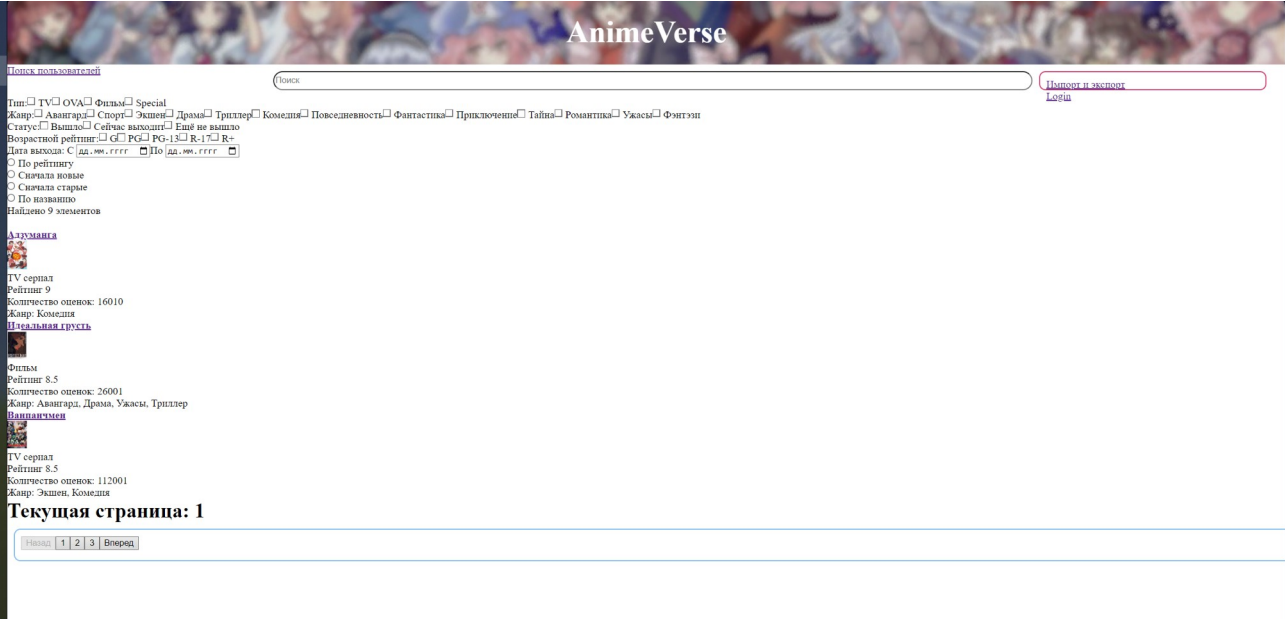 AnimeVerse
Поиск пользователей
Поиск
Импорт и экспорт
Login
Тип: TV OVA Фильм Special
Жанр: Авангард Спорт Экшен Драма Триллер Комедия Повседневность Фантастика Приключение Тайна Романтика Ужасы Фэнтэзи
Статус: Вышло Сейчас выходит Ещё не вышло
Возрастной рейтинг: G PG PG-13 R-17 R+
Дата выхода: С дд.мм.гггг По дд.мм.гггг
По рейтингу
Сначала новые
Сначала старые
По названию
Найдено 9 элементов
Адзуманга
TV сериал
Рейтинг 9
Количество оценок: 16010
Жанр: Комедия
Идеальная грусть
Фильм
Рейтинг 8.5
Количество оценок: 26001
Жанр: Авангард, Драма, Ужасы, Триллер
Ванпанчмен
TV сериал
Рейтинг 8.5
Количество оценок: 112001
Жанр: Экшен, Комедия
Текущая страница: 1
Назад 1 2 3 Вперед